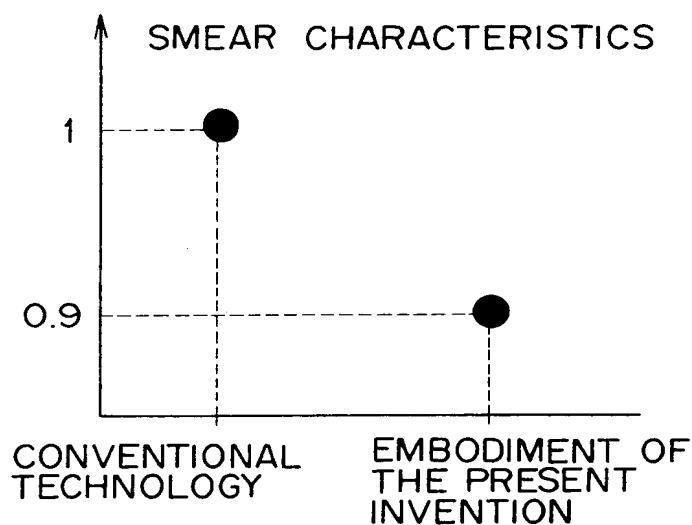 SMEAR CHARACTERISTICS
1
0.9
CONVENTIONAL
TECHNOLOGY
EMBODIMENT OF
THE PRESENT
INVENTION